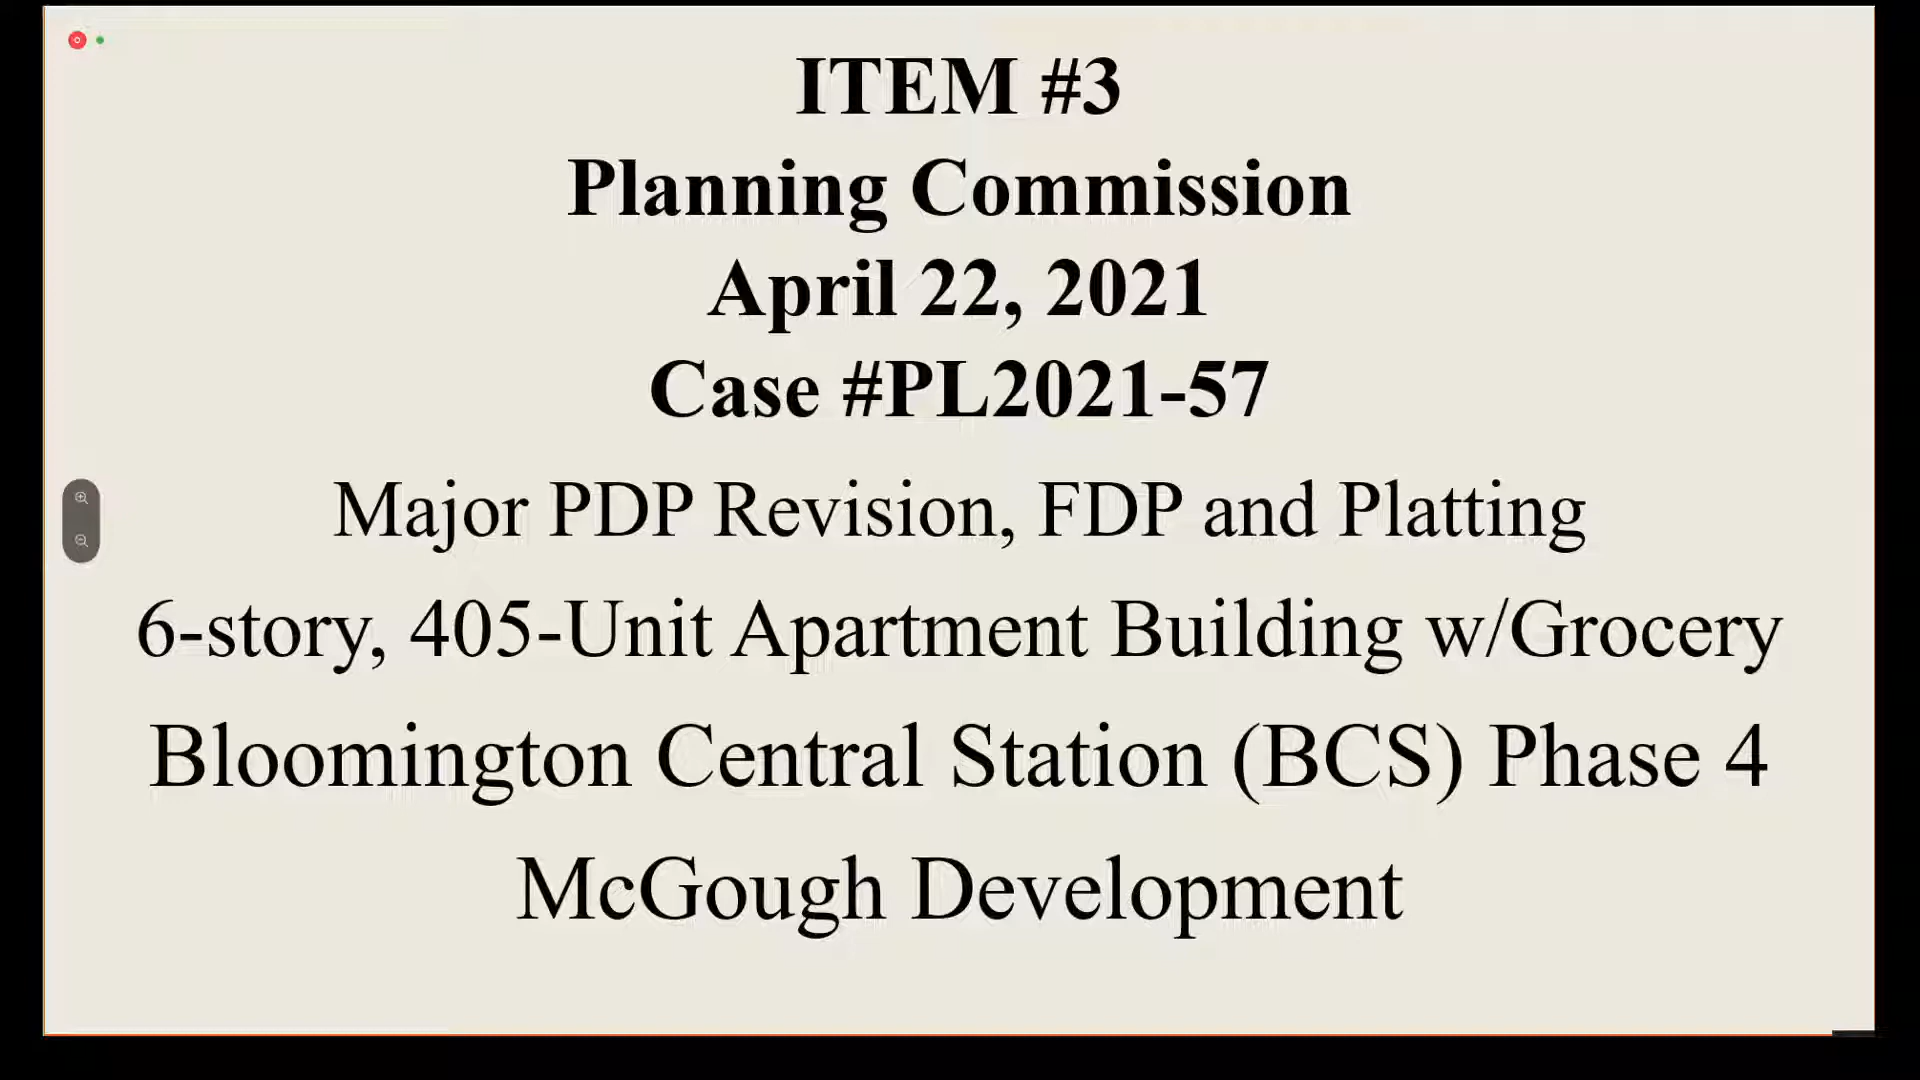 ITEM #3
Planning Commission
April 22, 2021
Case #PL2021-57
Major PDP Revision, FDP and Platting
6-story, 405-Unit Apartment Building w/Grocery
Bloomington Central Station (BCS) Phase 4
McGough Development